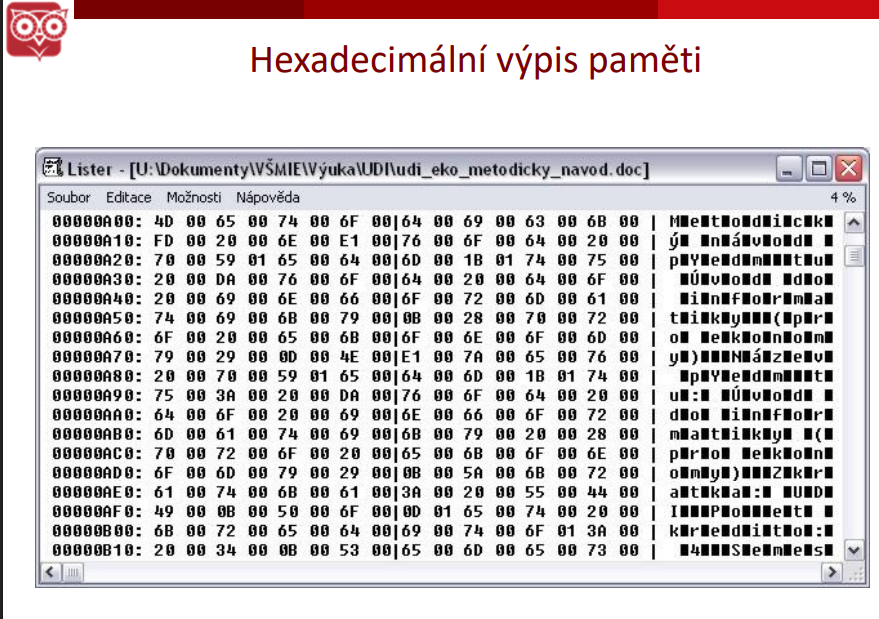 Hexadecimální výpis paměti
Lister - [U:\Dokumenty\VŠMIE\Výuka\UDI\udi_eko_metodicky_navod.doc]
Soubor Editace Možnosti Nápověda 4 %
00000A00: 4D 00 65 00 74 00 6F 00|64 00 69 00 63 00 6B 00 | M■e■t■o■d■i■c■k■
00000A10: FD 00 20 00 6E 00 E1 00|76 00 6F 00 64 00 20 00 | ý■ ■n■á■v■o■d■ ■
00000A20: 70 00 59 01 65 00 64 00|6D 00 1B 01 74 00 75 00 | p■Y■e■d■m■■■t■u■
00000A30: 20 00 DA 00 76 00 6F 00|64 00 20 00 64 00 6F 00 |  ■Ú■v■o■d■ ■d■o■
00000A40: 20 00 69 00 6E 00 66 00|6F 00 72 00 6D 00 61 00 |  ■i■n■f■o■r■m■a■
00000A50: 74 00 69 00 6B 00 79 00|0B 00 28 00 70 00 72 00 | t■i■k■y■■■(■p■r■
00000A60: 6F 00 20 00 65 00 6B 00|6F 00 6E 00 6F 00 6D 00 | o■ ■e■k■o■n■o■m■
00000A70: 79 00 29 00 0D 00 4E 00|E1 00 7A 00 65 00 76 00 | y■)■■■N■á■z■e■v■
00000A80: 20 00 70 00 59 01 65 00|64 00 6D 00 1B 01 74 00 |  ■p■Y■e■d■m■■■t■
00000A90: 75 00 3A 00 20 00 DA 00|76 00 6F 00 64 00 20 00 | u■:■ ■Ú■v■o■d■ ■
00000AA0: 64 00 6F 00 20 00 69 00|6E 00 66 00 6F 00 72 00 | d■o■ ■i■n■f■o■r■
00000AB0: 6D 00 61 00 74 00 69 00|6B 00 79 00 20 00 28 00 | m■a■t■i■k■y■ ■(■
00000AC0: 70 00 72 00 6F 00 20 00|65 00 6B 00 6F 00 6E 00 | p■r■o■ ■e■k■o■n■
00000AD0: 6F 00 6D 00 79 00 29 00|0B 00 5A 00 6B 00 72 00 | o■m■y■)■■■Z■k■r■
00000AE0: 61 00 74 00 6B 00 61 00|3A 00 20 00 55 00 44 00 | a■t■k■a■:■ ■U■D■
00000AF0: 49 00 0B 00 50 00 6F 00|0D 01 65 00 74 00 20 00 | I■■■P■o■■■e■t■ ■
00000B00: 6B 00 72 00 65 00 64 00|69 00 74 00 6F 01 3A 00 | k■r■e■d■i■t■o■:■
00000B10: 20 00 34 00 0B 00 53 00|65 00 6D 00 65 00 73 00 |  ■4■■■S■e■m■e■s■